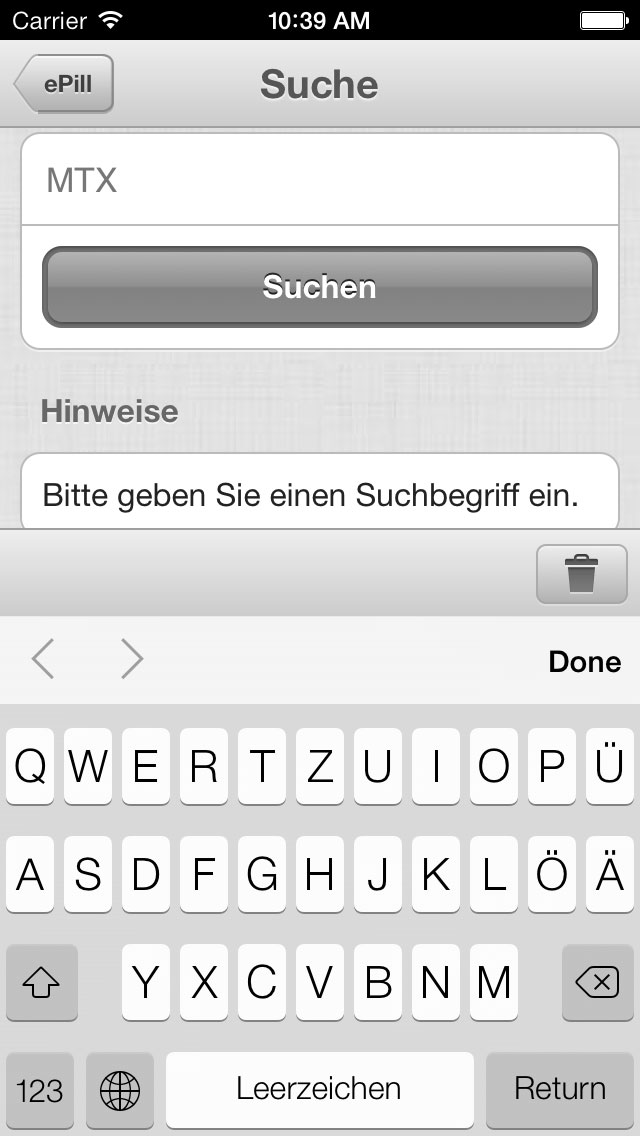 Carrier 10:39 AM
ePill Suche
MTX
Suchen
Hinweise
Bitte geben Sie einen Suchbegriff ein.
Done
Q W E R T Z U I O P Ü
A S D F G H J K L Ö Ä
Y X C V B N M
123 Leerzeichen Return